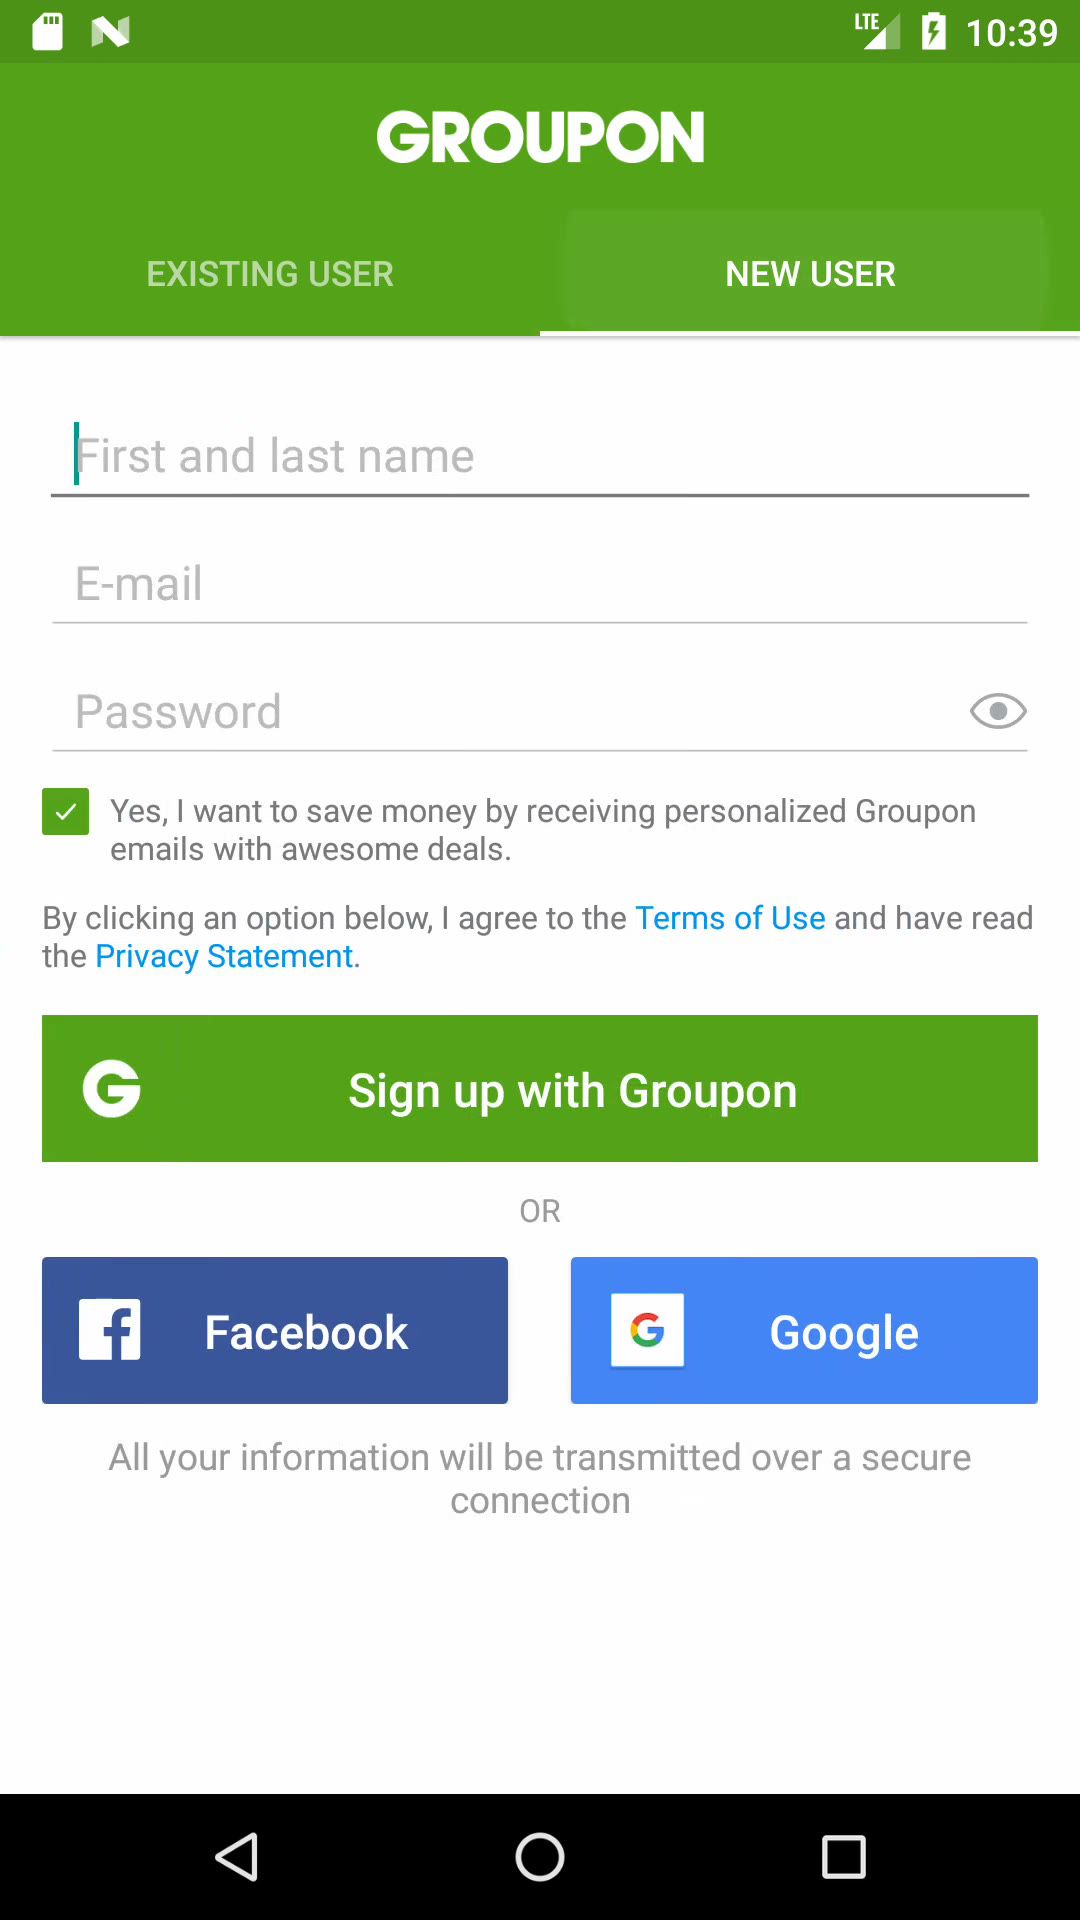 LTE 10:39
GROUPON
EXISTING USER NEW USER
First and last name
E-mail
Password
Yes, I want to save money by receiving personalized Groupon
emails with awesome deals.
By clicking an option below, I agree to the Terms of Use and have read
the Privacy Statement.
Sign up with Groupon
OR
Facebook Google
All your information will be transmitted over a secure
connection